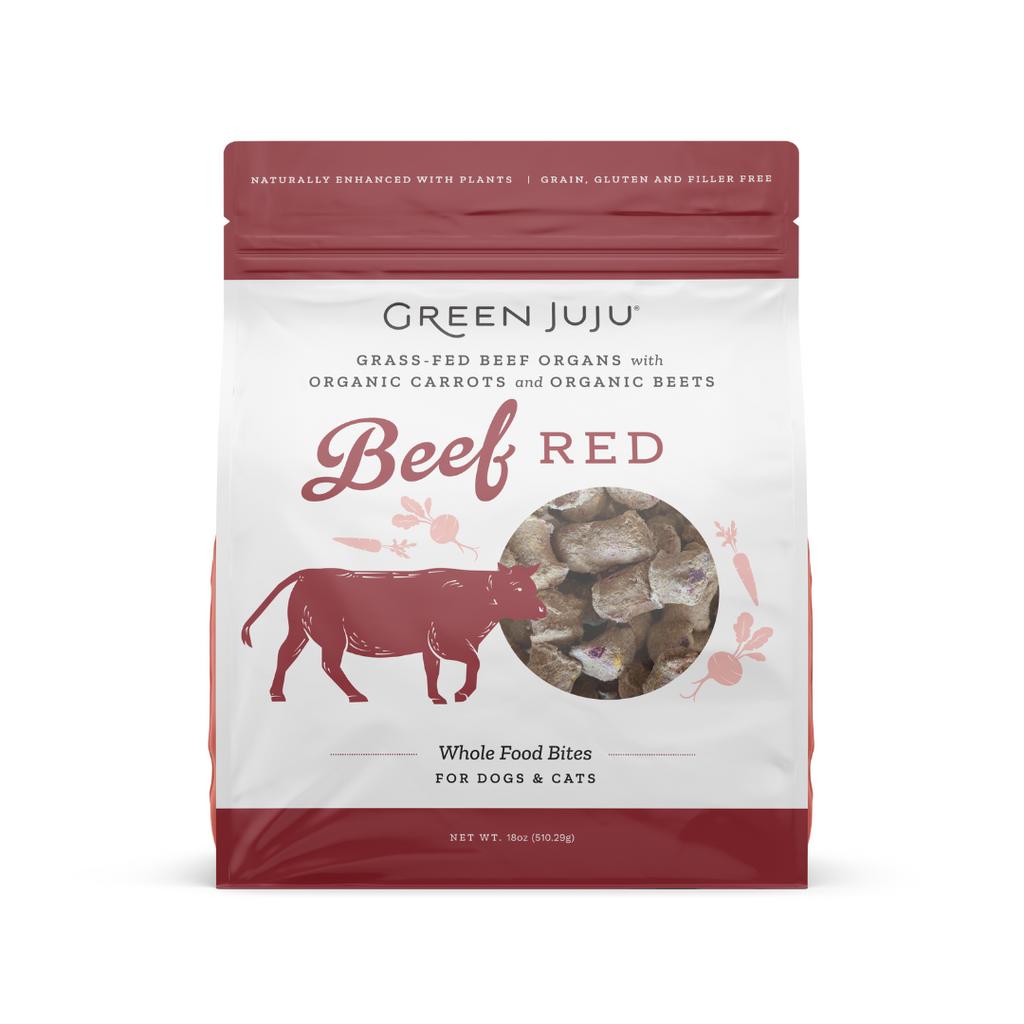 NATURALLY ENHANCED WITH PLANTS | GRAIN, GLUTEN AND FILLER FREE
GREEN JUJU®
GRASS-FED BEEF ORGANS with
ORGANIC CARROTS and ORGANIC BEETS
Beef RED
Whole Food Bites
FOR DOGS & CATS
NET WT. 18oz (510.29g)